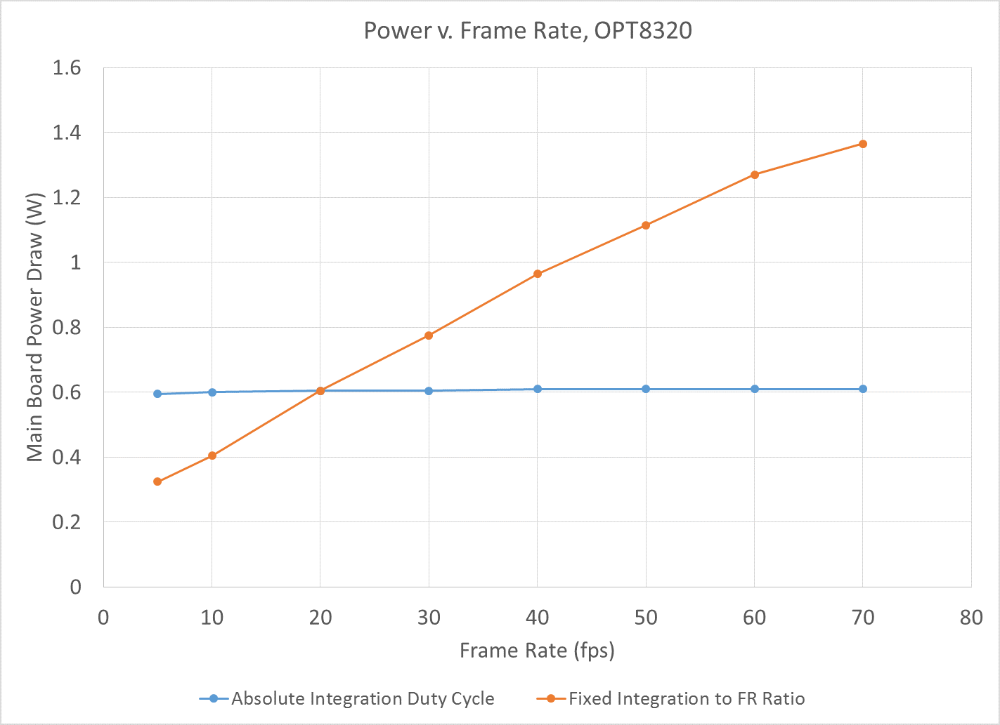 Power v. Frame Rate, OPT8320
Main Board Power Draw (W)
1.6
1.4
1.2
1
0.8
0.6
0.4
0.2
0
0 10 20 30 40 50 60 70 80
Frame Rate (fps)
Absolute Integration Duty Cycle Fixed Integration to FR Ratio